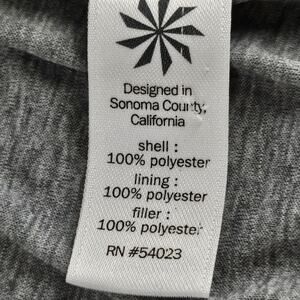 Designed in
Sonoma County,
California
shell :
100% polyester
lining :
100% polyester
filler :
100% polyester
RN #54023